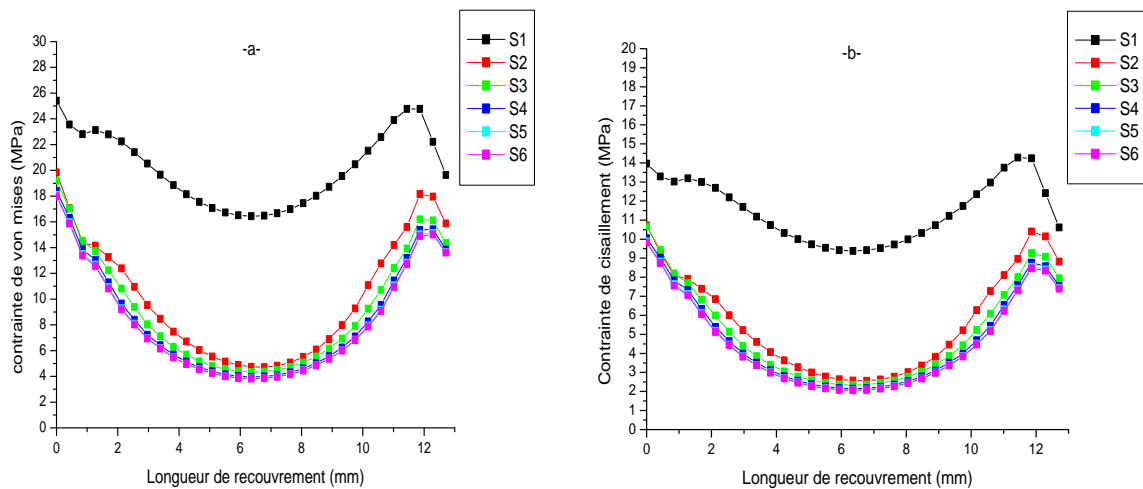 -a-
contrainte de von mises (MPa)
30
28
26
24
22
20
18
16
14
12
10
8
6
4
2
0
0 2 4 6 8 10 12
Longueur de recouvrement (mm)
S1
S2
S3
S4
S5
S6
-b-
Contrainte de cisaillement (MPa)
20
19
18
17
16
15
14
13
12
11
10
9
8
7
6
5
4
3
2
1
0
0 2 4 6 8 10 12
Longueur de recouvrement (mm)
S1
S2
S3
S4
S5
S6